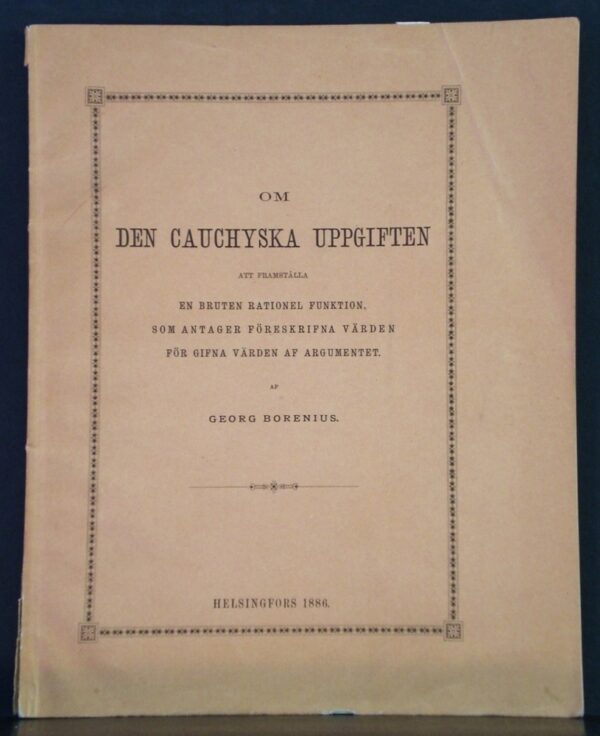 OM
DEN CAUCHYSKA UPPGIFTEN
ATT FRAMSTÄLLA
EN BRUTEN RATIONEL FUNKTION,
SOM ANTAGER FÖRESKRIFNA VÄRDEN
FÖR GIFNA VÄRDEN AF ARGUMENTET.
AF
GEORG BORENIUS.
HELSINGFORS 1886.